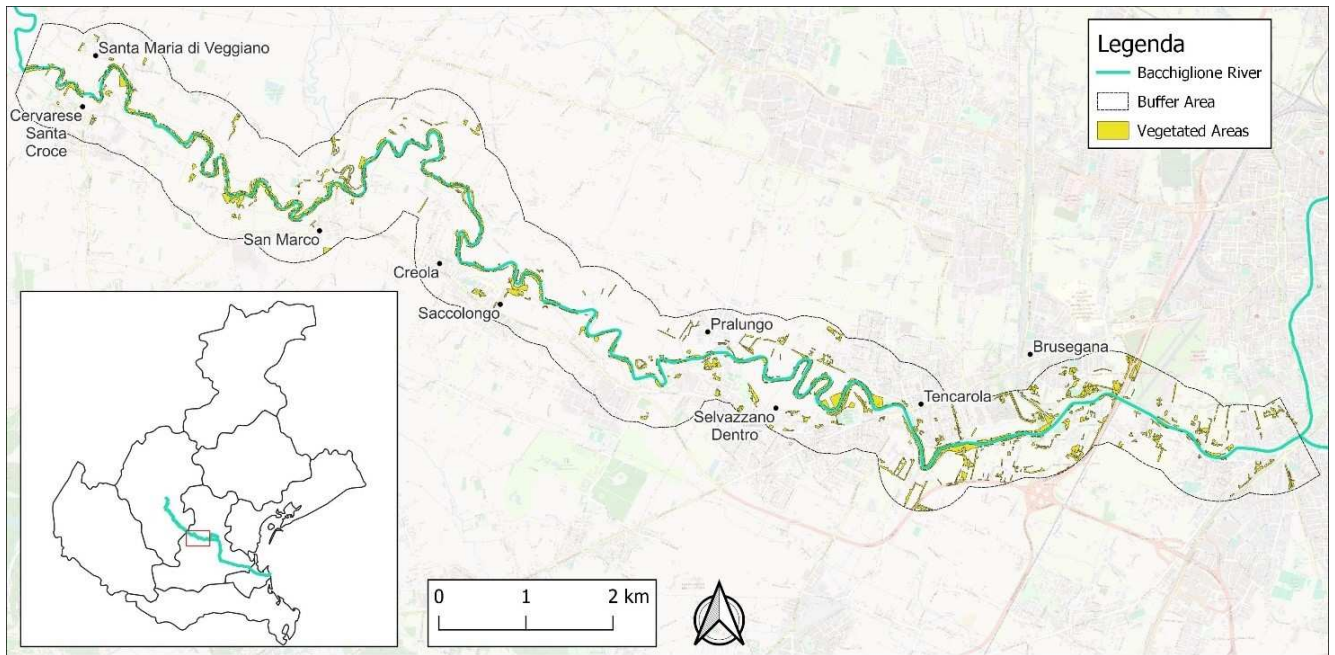 Santa Maria di Veggiano
Cervarese
Santa
Croce
San Marco
Creola
Saccolongo
Pralungo
Selvazzano
Dentro
Tencarola
Brusegana
Legenda
Bacchiglione River
Buffer Area
Vegetated Areas
0 1 2 km